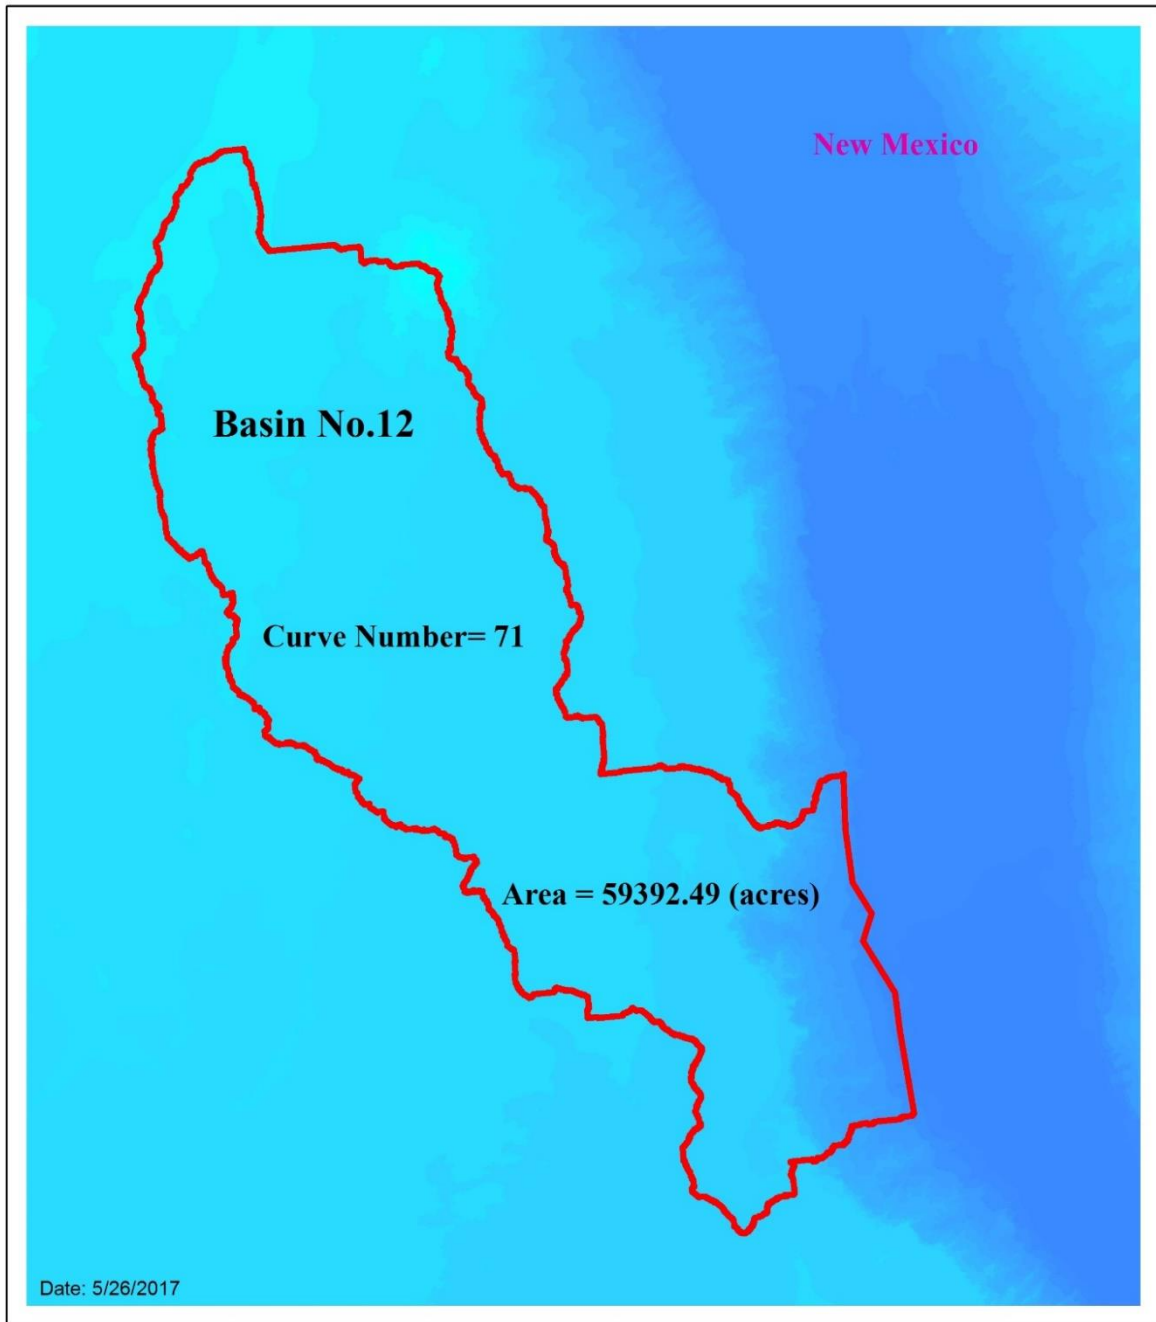 New Mexico
Basin No.12
Curve Number= 71
Area = 59392.49 (acres)
Date: 5/26/2017